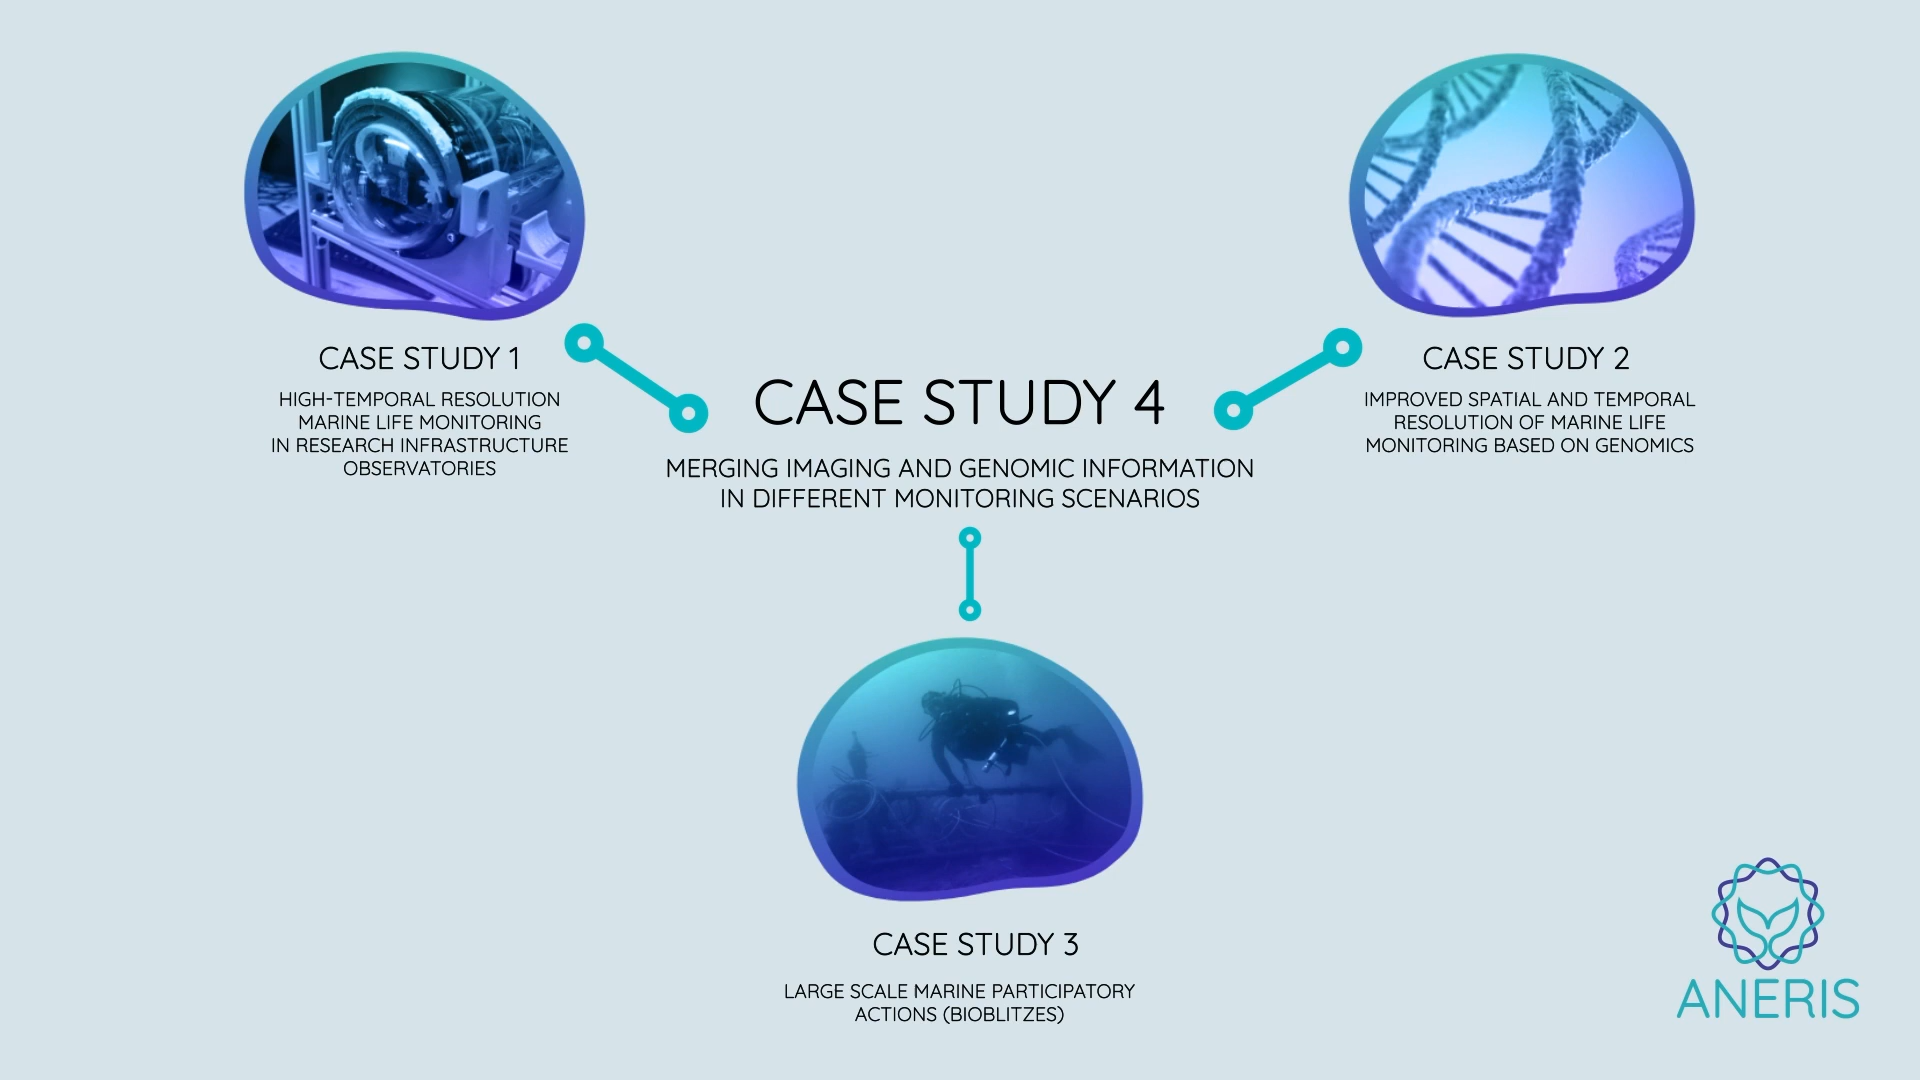 CASE STUDY 1
HIGH-TEMPORAL RESOLUTION
MARINE LIFE MONITORING
IN RESEARCH INFRASTRUCTURE
OBSERVATORIES
CASE STUDY 4
MERGING IMAGING AND GENOMIC INFORMATION
IN DIFFERENT MONITORING SCENARIOS
CASE STUDY 2
IMPROVED SPATIAL AND TEMPORAL
RESOLUTION OF MARINE LIFE
MONITORING BASED ON GENOMICS
CASE STUDY 3
LARGE SCALE MARINE PARTICIPATORY
ACTIONS (BIOBLITZES)
ANERIS